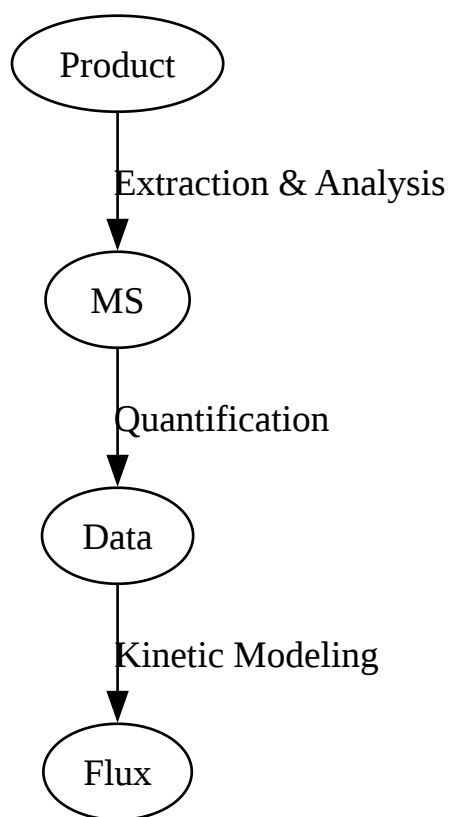 Product
Extraction & Analysis
MS
Quantification
Data
Kinetic Modeling
Flux